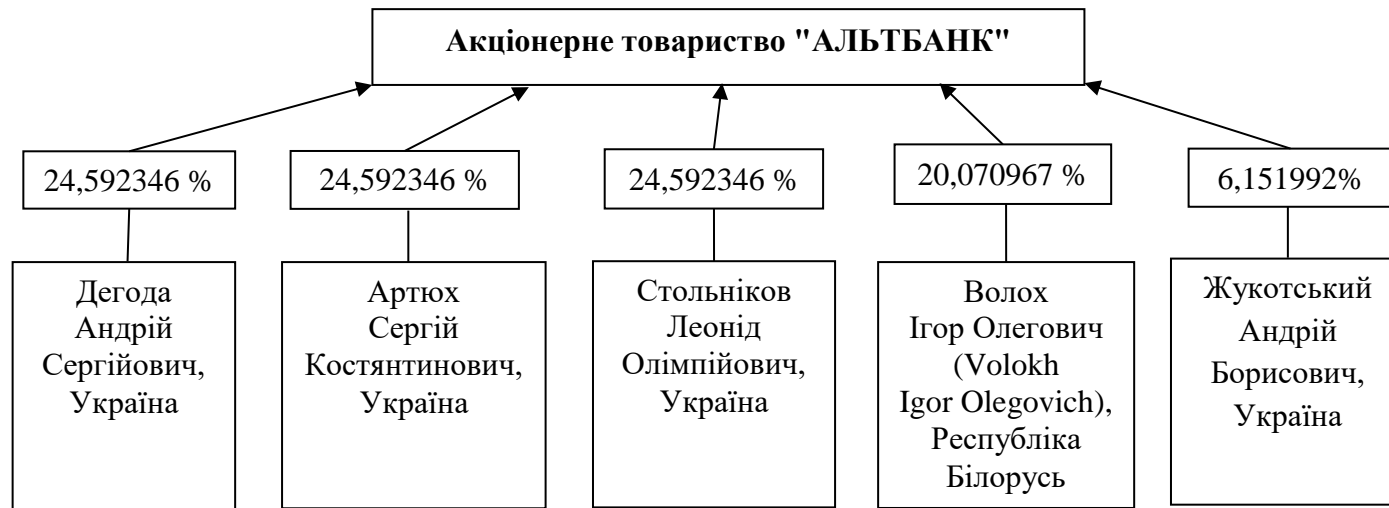 Акціонерне товариство "АЛЬТБАНК"
24,592346 %
24,592346 %
24,592346 %
20,070967 %
6,151992%
Дегода
Андрій
Сергійович,
Україна
Артюх
Сергій
Костянтинович,
Україна
Стольніков
Леонід
Олімпійович,
Україна
Волох
Ігор Олегович
(Volokh
Igor Olegovich),
Республіка
Білорусь
Жукотський
Андрій
Борисович,
Україна